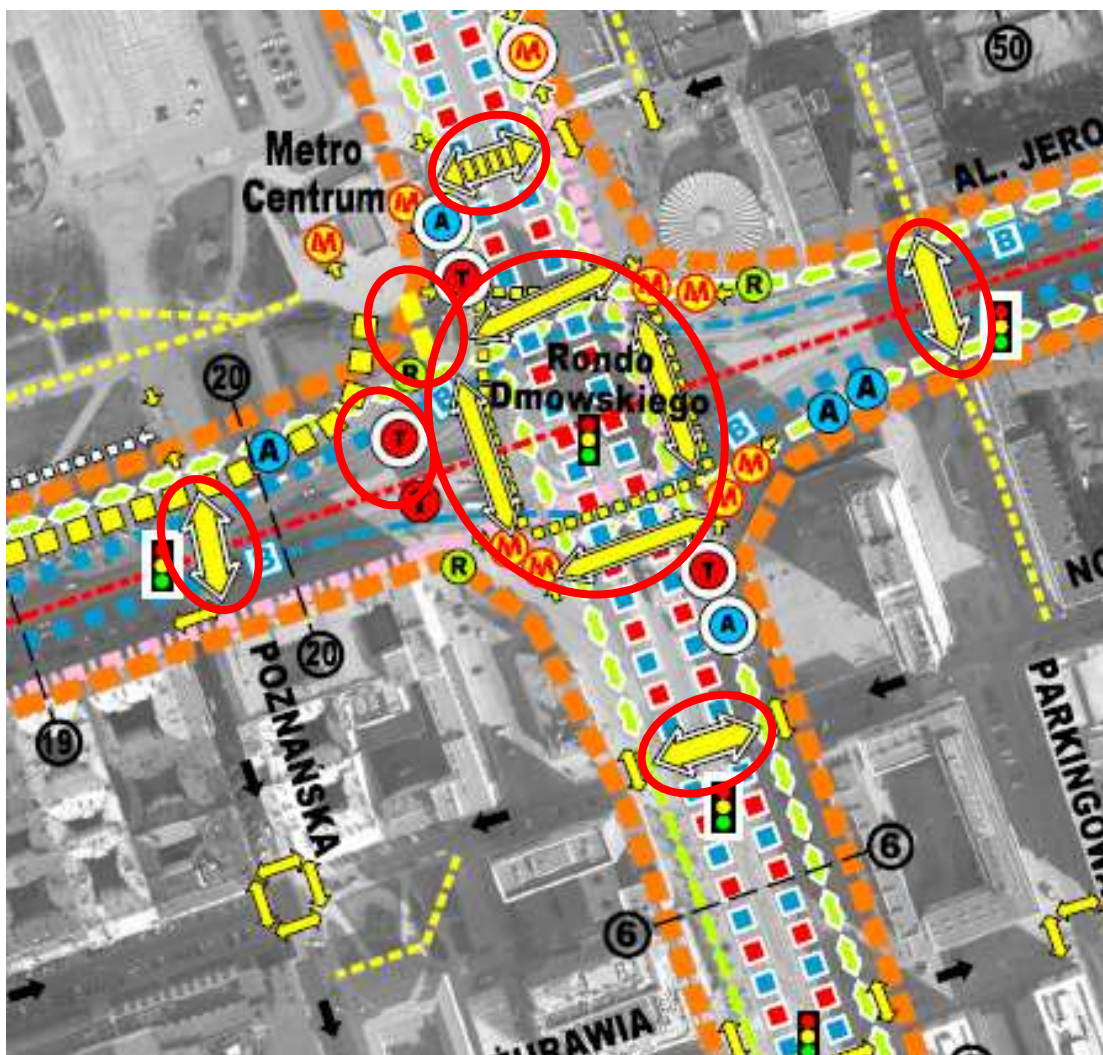 50
M
Metro
Centrum
M
AL. JERO
A
M
B
T
M
M
R
Rondo
Dmowskiego
20
R
B
A
A
B
A
T
M
M
M
M
B
R
T
NO
A
20
POZNAŃSKA
19
PARKINGOWA
6
6
ŻURAWIA